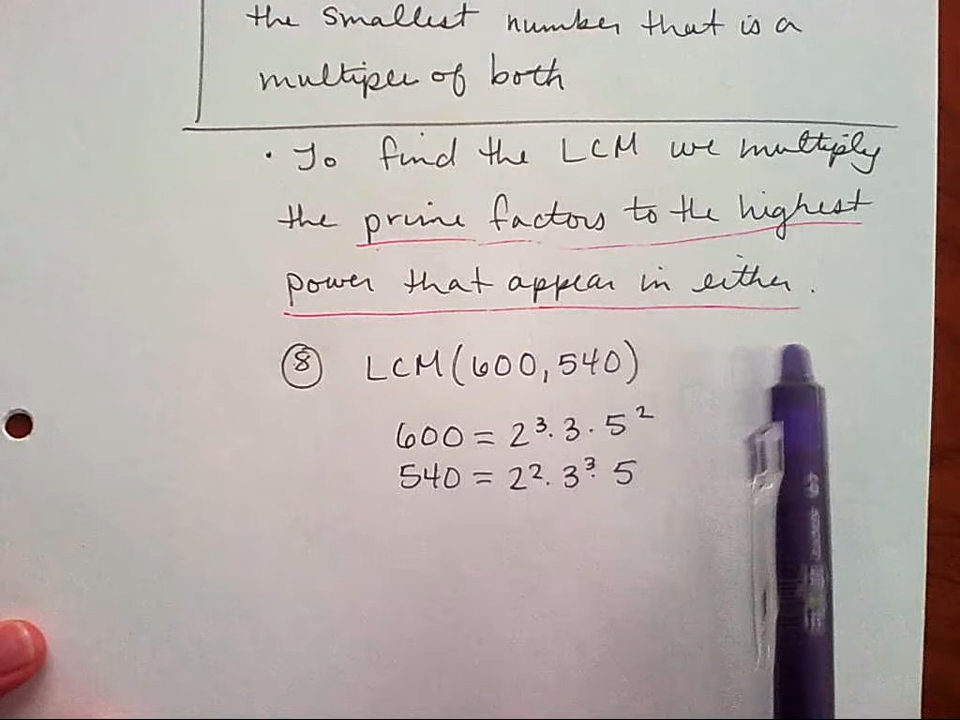 the smallest number that is a
multiple of both
• To find the LCM we multiply
the prime factors to the highest
power that appear in either.
⑧ LCM(600,540)
600 = 2³·3·5²
540 = 2²·3³·5